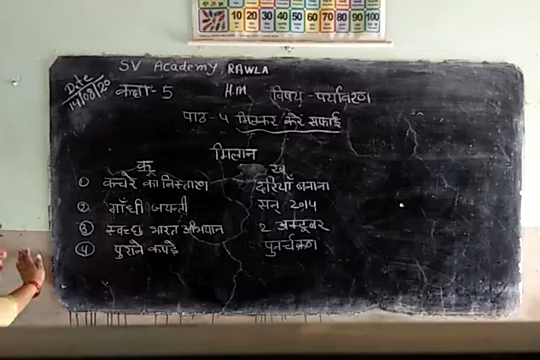 10 20 30 40 50 60 70 80 90 100
SV Academy, RAWLA
Date 14/08/20
कक्षा - 5 H.M विषय - पर्यावरण
पाठ - 4 मिलकर करे सफाई
मिलान
क ख
① कचरे का निस्तारण दरियाँ बनाना
② गाँधी जयन्ती सन् 2014
③ स्वच्छ भारत अभियान 2 अक्टूबर
④ पुराने कपड़े पुनर्चक्रण